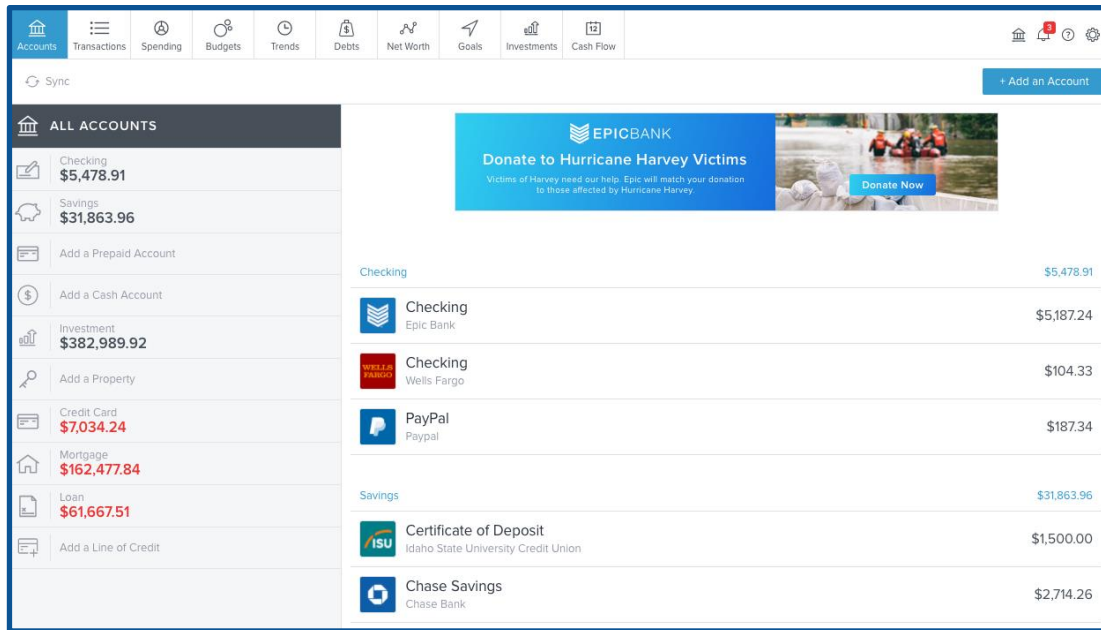 Accounts
Transactions
Spending
Budgets
Trends
Debts
Net Worth
Goals
Investments
12
Cash Flow
3
Sync
+ Add an Account
ALL ACCOUNTS
Checking
$5,478.91
Savings
$31,863.96
Add a Prepaid Account
Add a Cash Account
Investment
$382,989.92
Add a Property
Credit Card
$7,034.24
Mortgage
$162,477.84
Loan
$61,667.51
Add a Line of Credit
EPICBANK
Donate to Hurricane Harvey Victims
Victims of Harvey need our help. Epic will match your donation
to those affected by Hurricane Harvey.
Donate Now
Checking $5,478.91
Checking
Epic Bank
$5,187.24
WELLS
FARGO
Checking
Wells Fargo
$104.33
PayPal
Paypal
$187.34
Savings $31,863.96
ISU
Certificate of Deposit
Idaho State University Credit Union
$1,500.00
Chase Savings
Chase Bank
$2,714.26